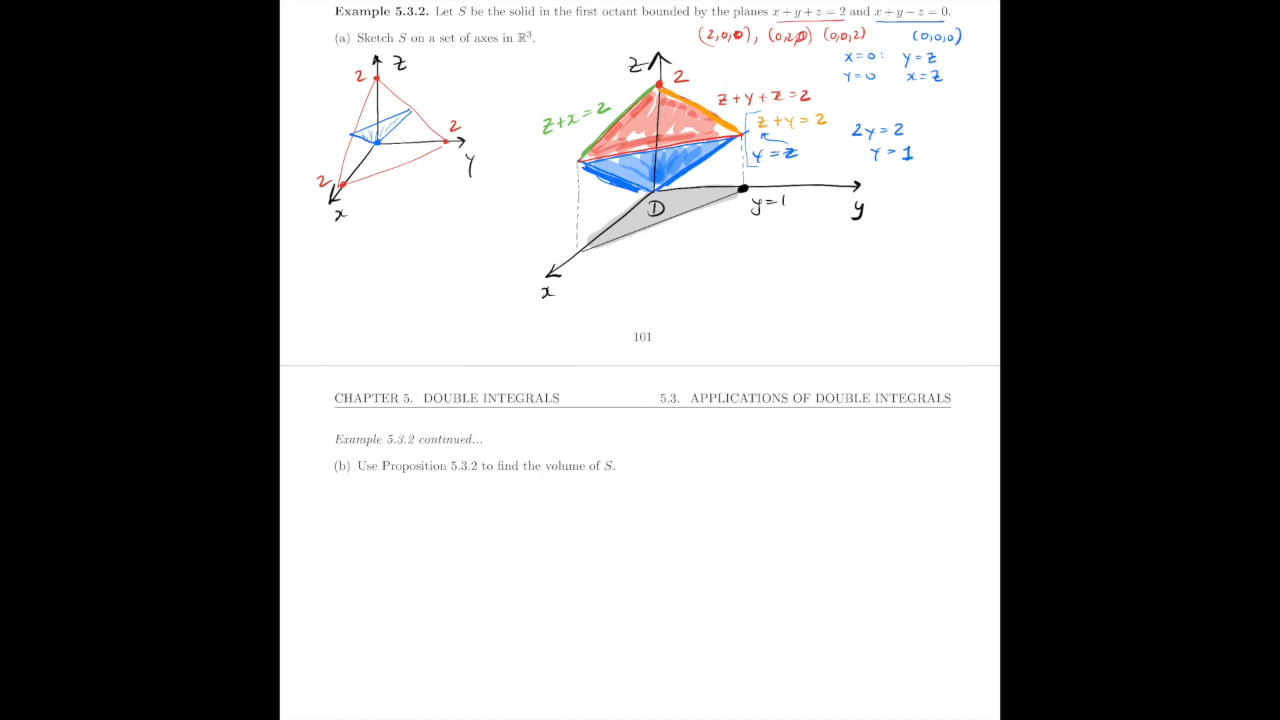 Example 5.3.2. Let S be the solid in the first octant bounded by the planes x + y + z = 2 and x + y − z = 0.
(2,0,0), (0,2,0) (0,0,2) (0,0,0)
(a) Sketch S on a set of axes in ℝ³.
x=0: y=z
y=0 x=z
z
2
2
y
2
x
z
2
z+x=2
z+y+x=2
z+y=2
y=z
2y=2
y=1
D
y=1
y
x
101
CHAPTER 5. DOUBLE INTEGRALS 5.3. APPLICATIONS OF DOUBLE INTEGRALS
Example 5.3.2 continued...
(b) Use Proposition 5.3.2 to find the volume of S.